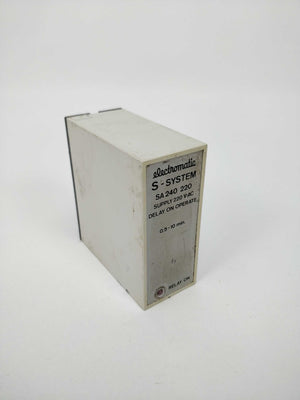 electromatic
S-SYSTEM
SA 240 220
SUPPLY 220 V-AC
DELAY ON OPERATE
0.5-10 min.
RELAY ON